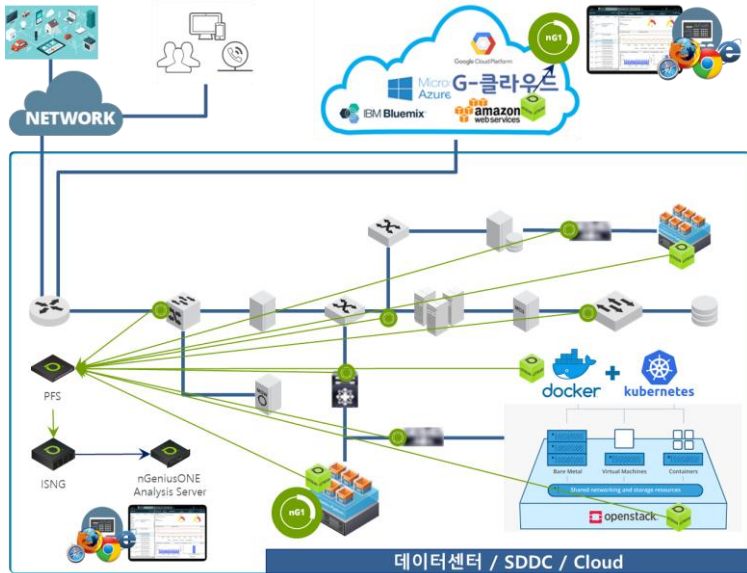 nG1
Google Cloud Platform
Micro
Azure
G-클라우드
IBM Bluemix
amazon
web services
NETWORK
PFS
ISNG
nGeniusONE
Analysis Server
nG1
docker
+
kubernetes
Bare Metal
Virtual Machines
Containers
Shared networking and storage resources
openstack
데이터센터 / SDDC / Cloud